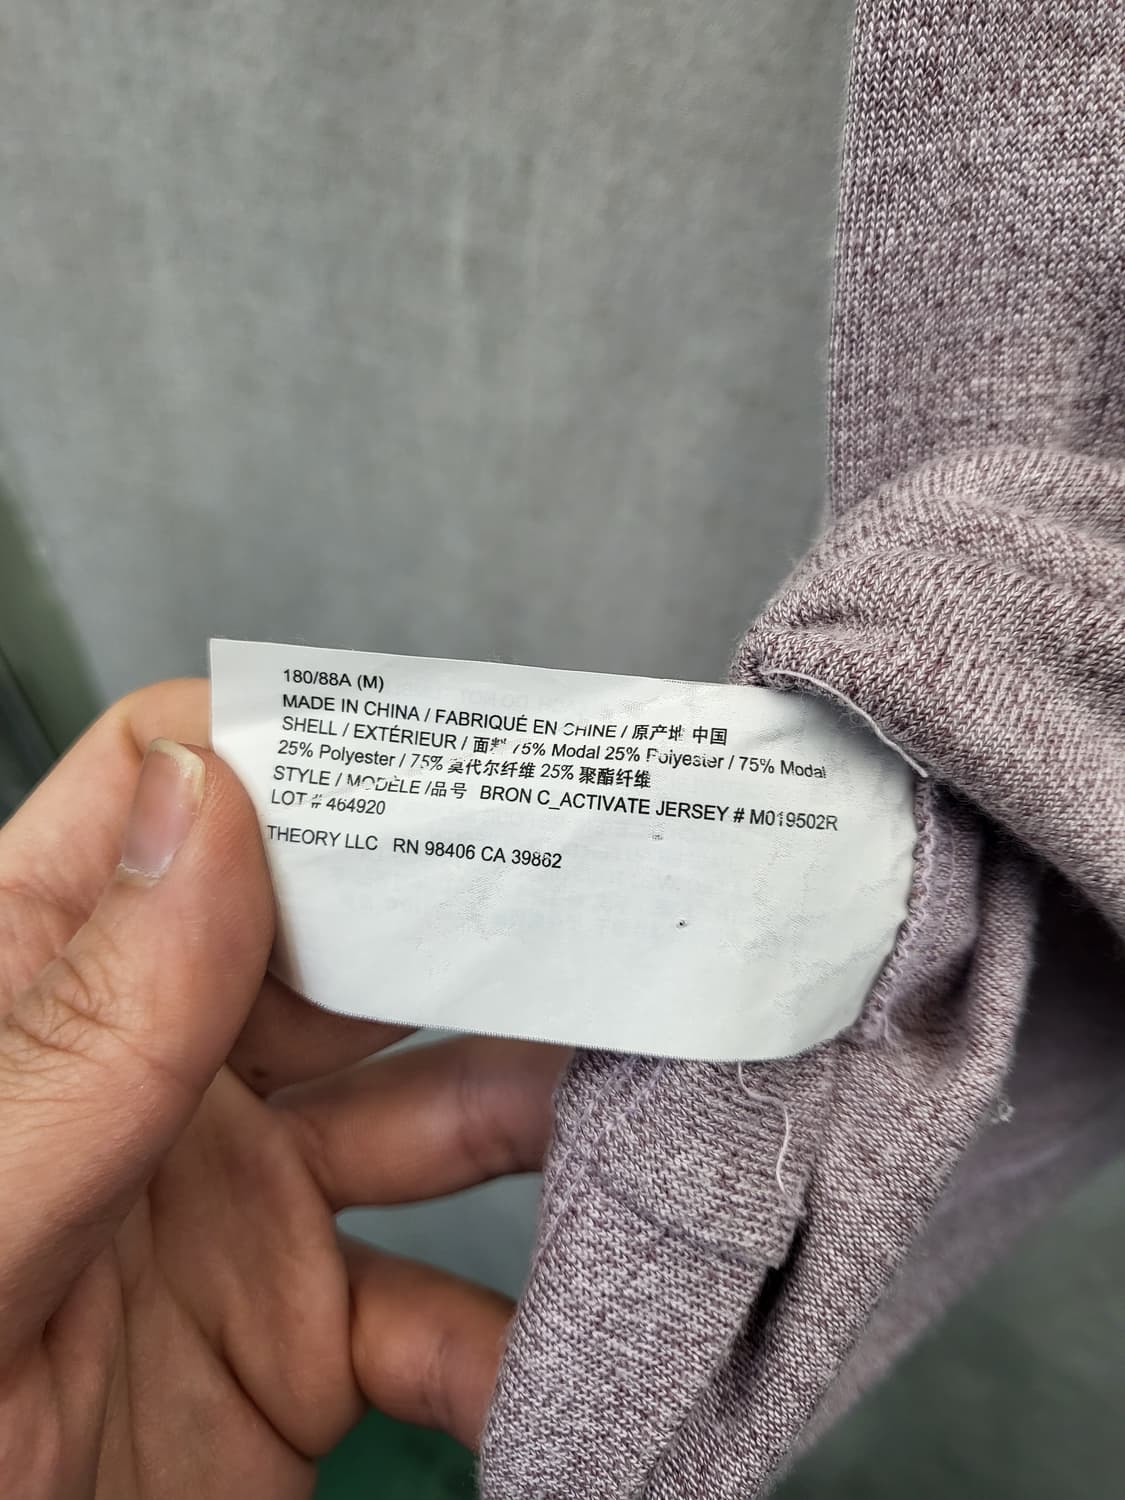 180/88A (M)
MADE IN CHINA / FABRIQUÉ EN CHINE / 原产地 中国
SHELL / EXTÉRIEUR / 面料 75% Modal 25% Polyester / 75% Modal
25% Polyester / 75% 莫代尔纤维 25% 聚酯纤维
STYLE / MODÈLE /品号 BRON C_ACTIVATE JERSEY # M019502R
LOT # 464920
THEORY LLC RN 98406 CA 39862